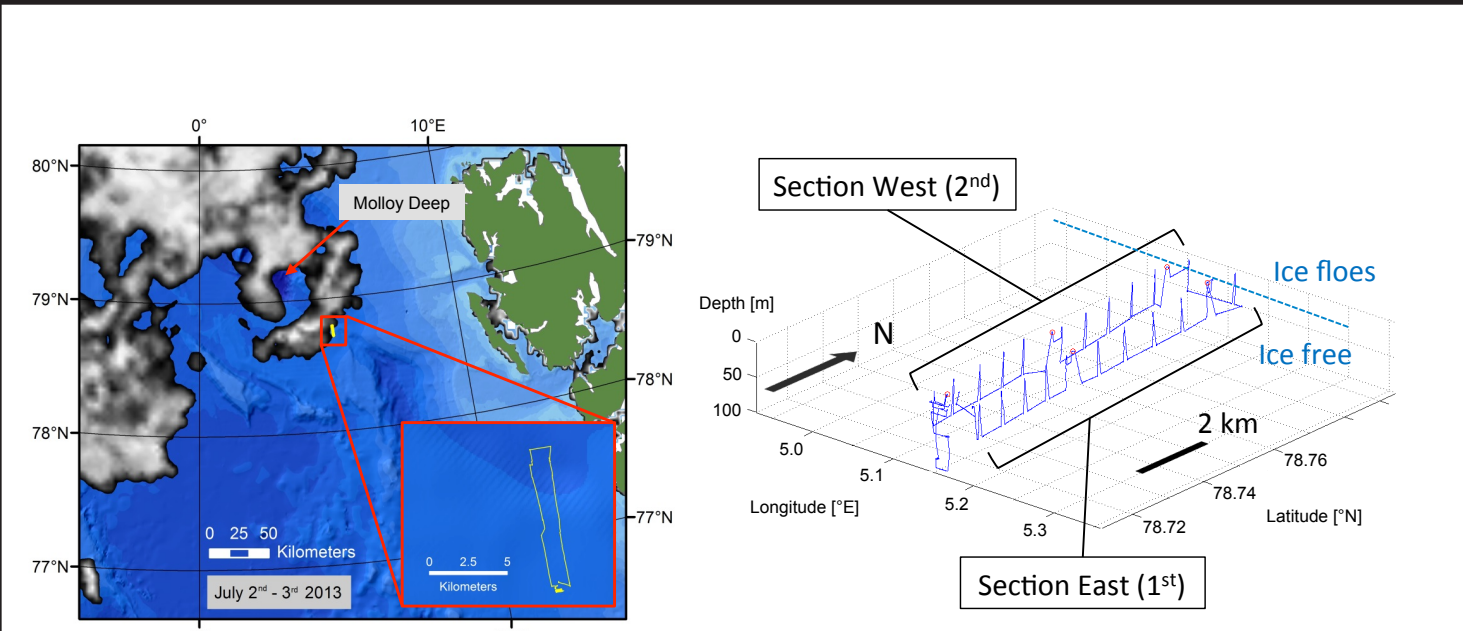 0°
10°E
80°N
79°N
78°N
77°N
79°N
78°N
77°N
Molloy Deep
0 25 50
Kilometers
July 2nd - 3rd 2013
0 2.5 5
Kilometers
Section West (2nd)
Depth [m]
0
50
100
N
Ice floes
Ice free
2 km
5.0
5.1
5.2
5.3
Longitude [°E]
78.76
78.74
78.72
Latitude [°N]
Section East (1st)